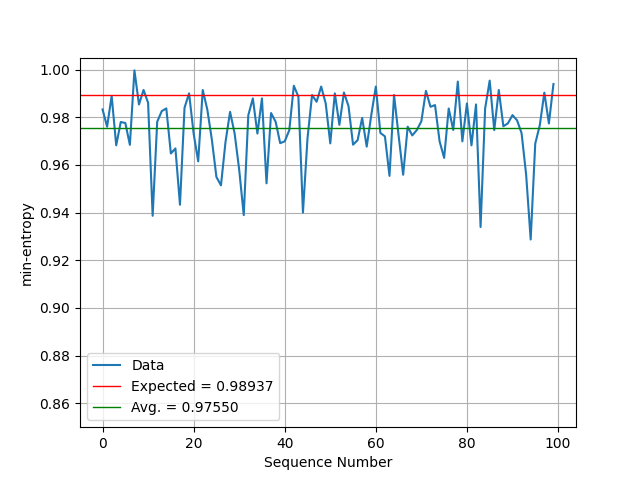 1.00
0.98
0.96
0.94
0.92
0.90
0.88
0.86
min-entropy
Data
Expected = 0.98937
Avg. = 0.97550
0 20 40 60 80 100
Sequence Number